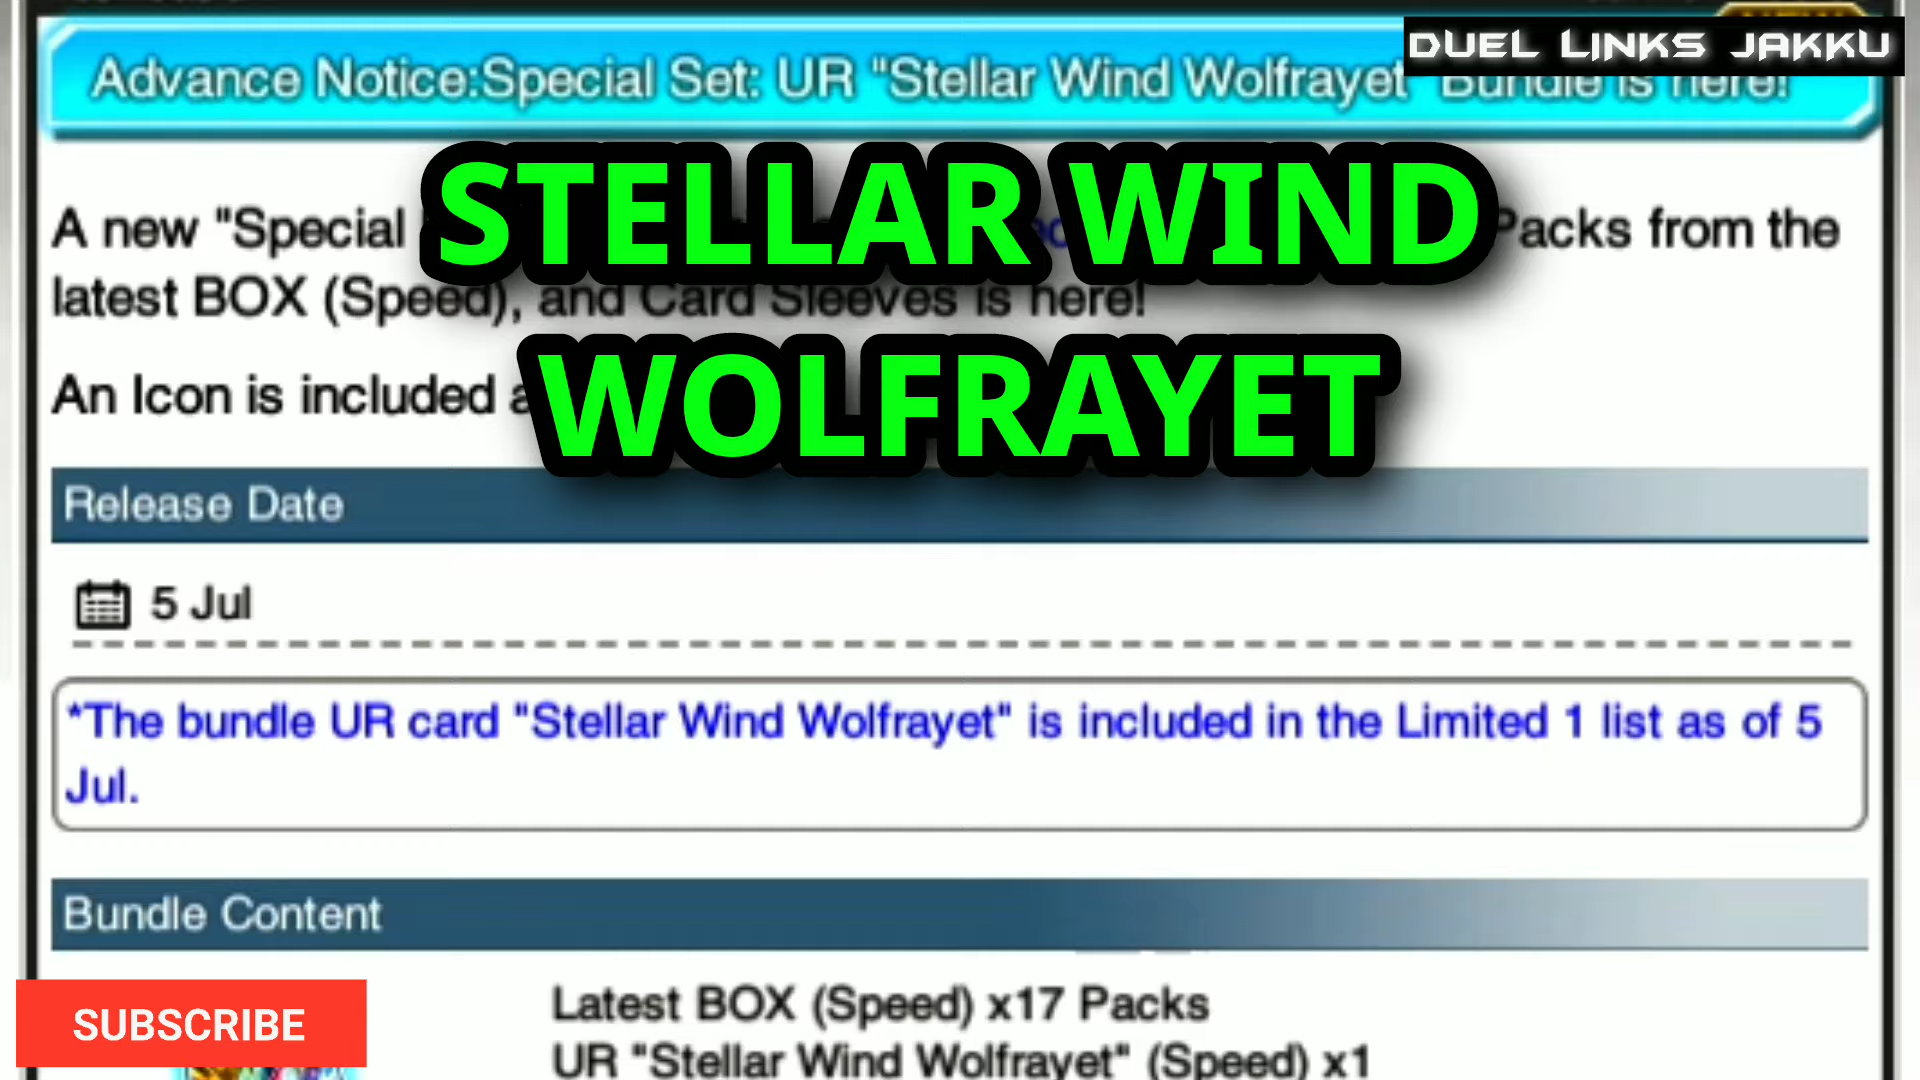 DUEL LINKS JAKKU
Advance Notice:Special Set: UR "Stellar Wind Wolfrayet" Bundle is here!
STELLAR WIND
WOLFRAYET
A new "Special Packs from the
latest BOX (Speed), and Card Sleeves is here!
An Icon is included
Release Date
5 Jul
*The bundle UR card "Stellar Wind Wolfrayet" is included in the Limited 1 list as of 5
Jul.
Bundle Content
Latest BOX (Speed) x17 Packs
UR "Stellar Wind Wolfrayet" (Speed) x1
SUBSCRIBE